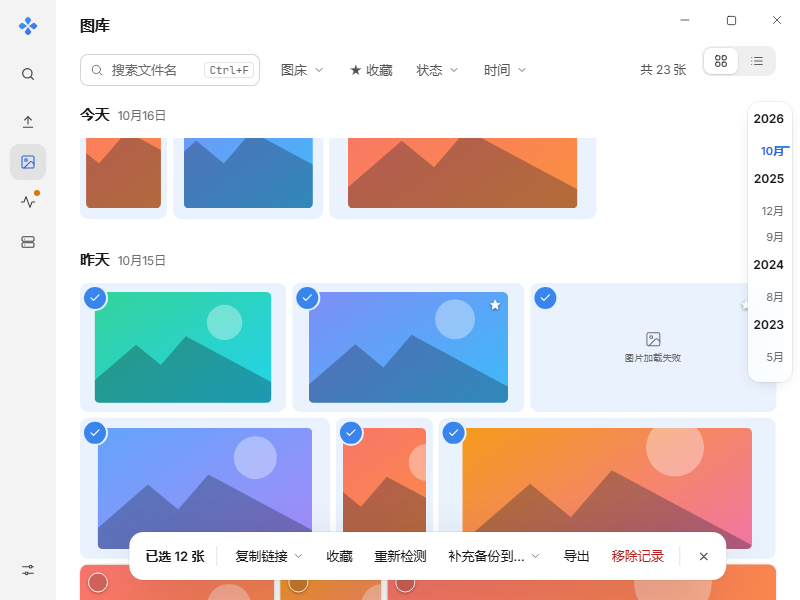 图库
搜索文件名 Ctrl+F 图床 ★ 收藏 状态 时间 共 23 张
今天 10月16日
昨天 10月15日
图片加载失败
2026
10月
2025
12月
9月
2024
8月
2023
5月
已选 12 张 复制链接 收藏 重新检测 补充备份到... 导出 移除记录